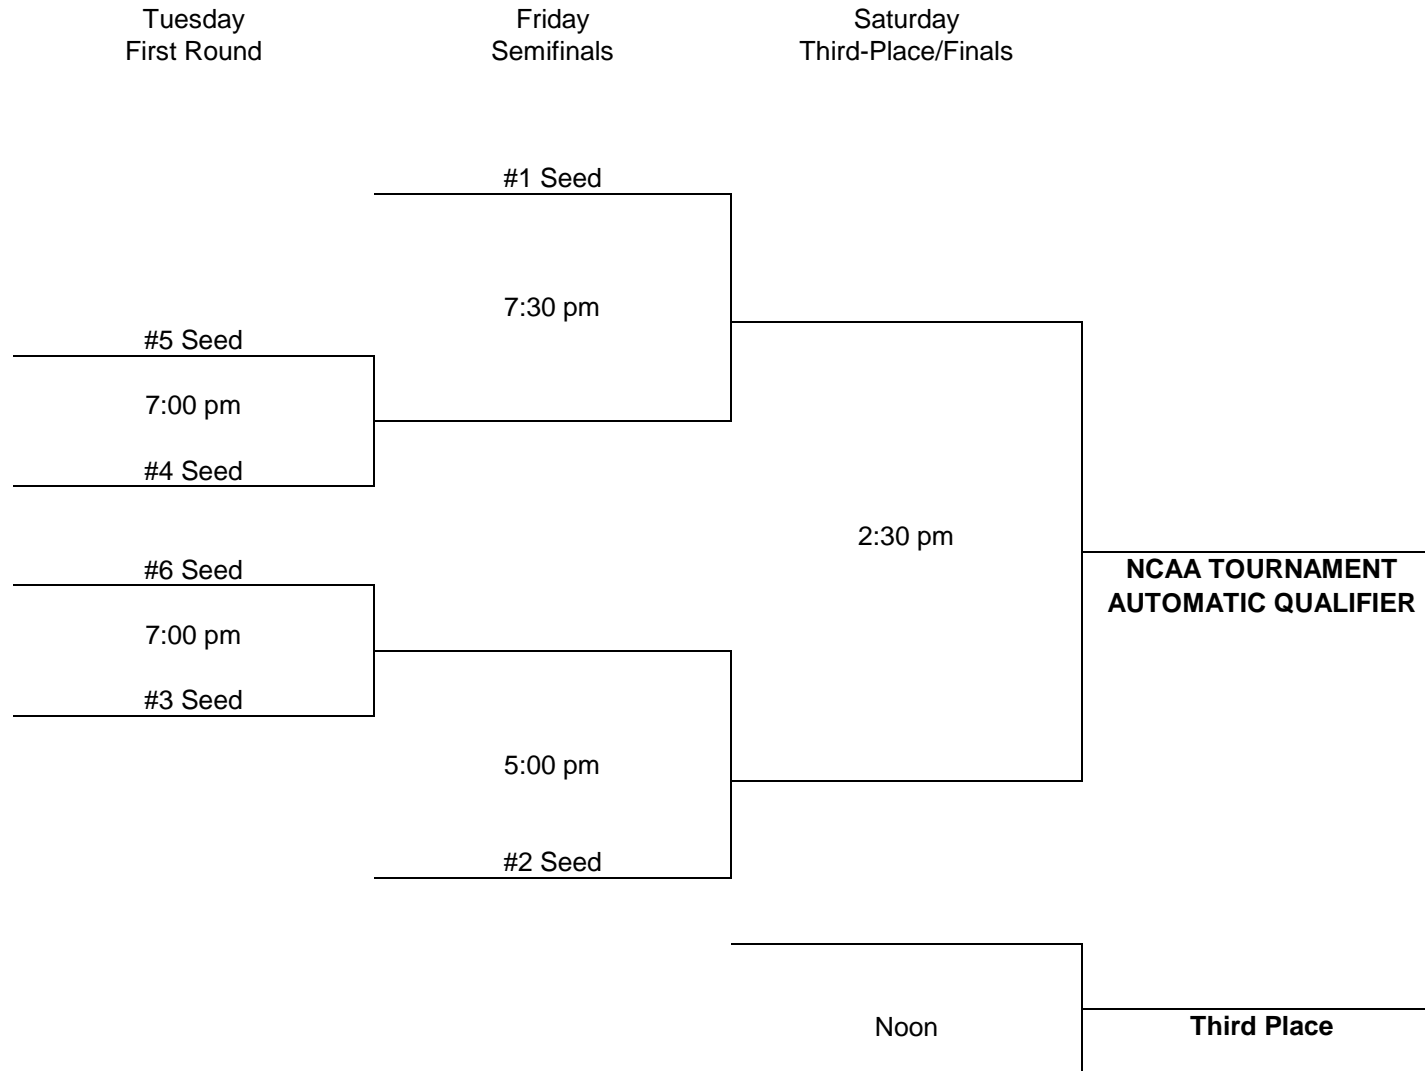 Tuesday
First Round
Friday
Semifinals
Saturday
Third-Place/Finals
#1 Seed
7:30 pm
#5 Seed
7:00 pm
#4 Seed
2:30 pm
#6 Seed
NCAA TOURNAMENT
AUTOMATIC QUALIFIER
7:00 pm
#3 Seed
5:00 pm
#2 Seed
Noon
Third Place